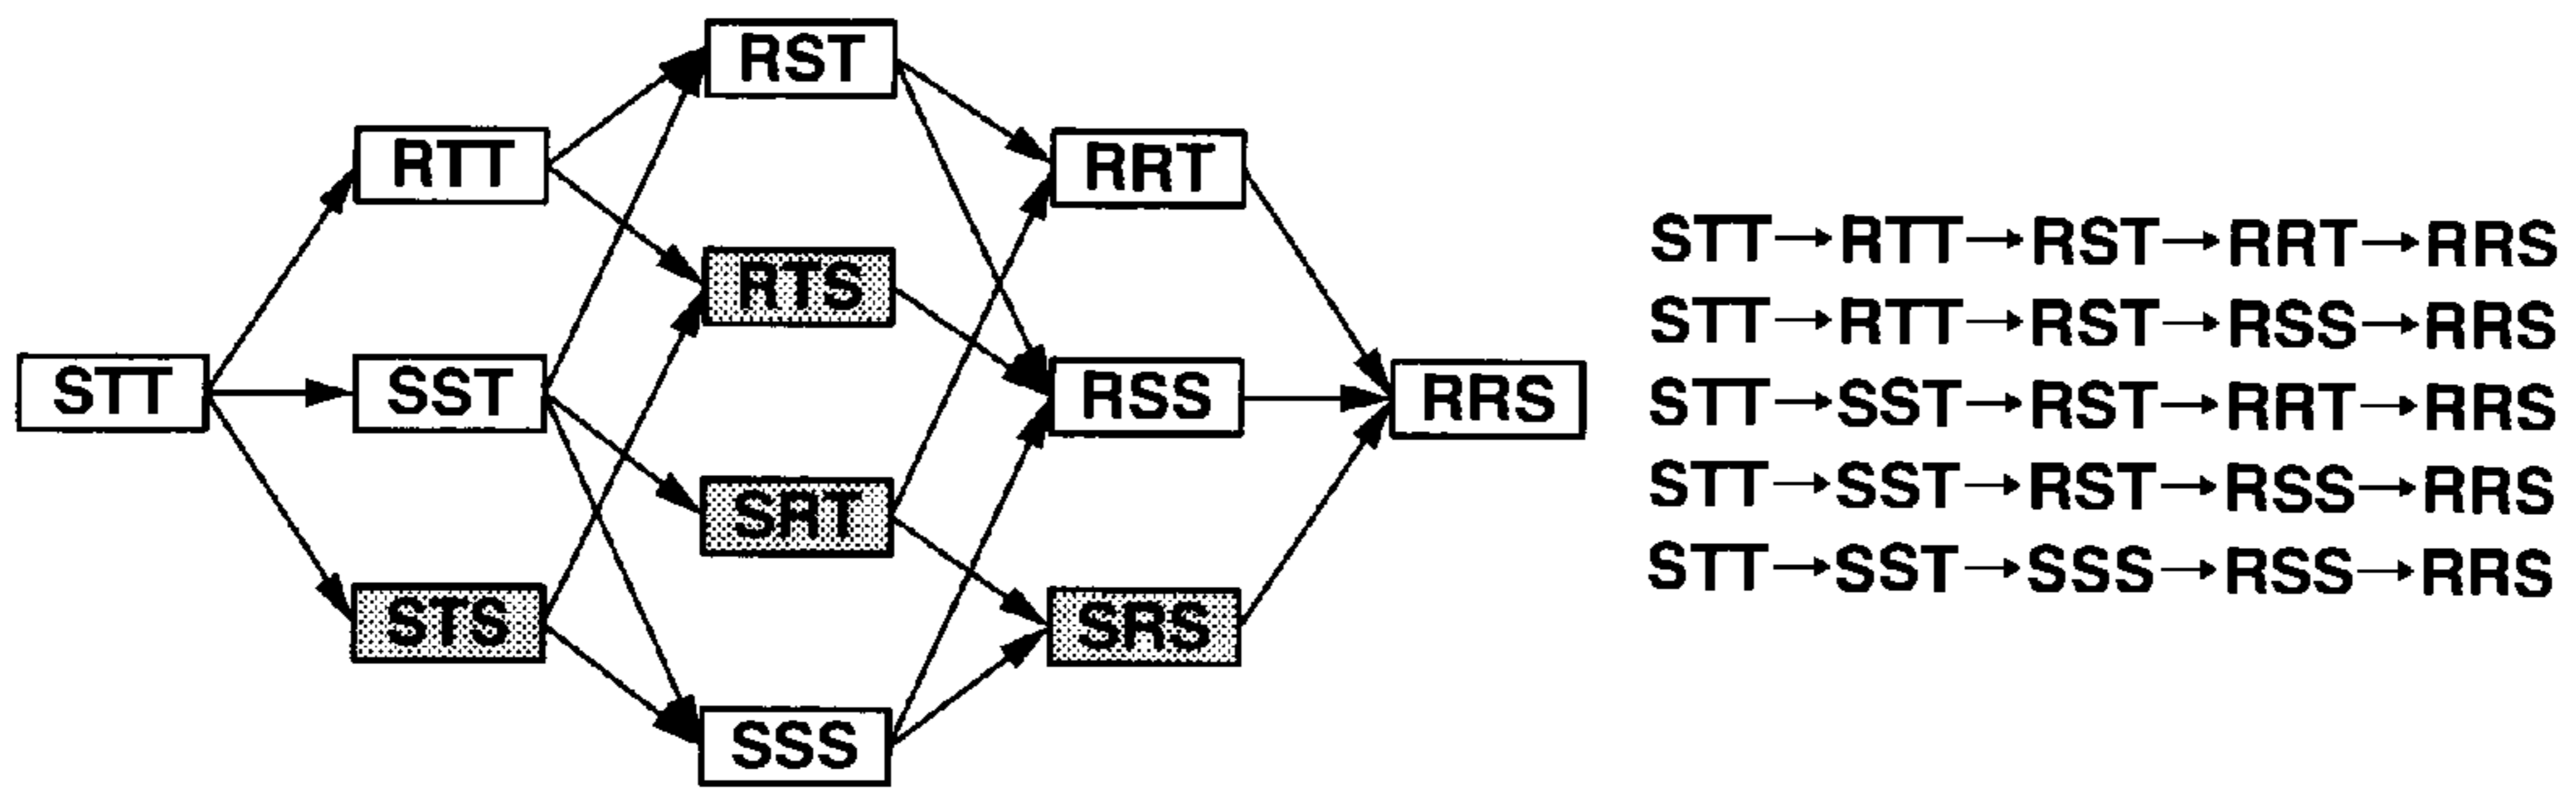 RST
RTT
RRT
RTS
STT
SST
RSS
RRS
SRT
STS
SRS
SSS
STT→RTT→RST→RRT→RRS
STT→RTT→RST→RSS→RRS
STT→SST→RST→RRT→RRS
STT→SST→RST→RSS→RRS
STT→SST→SSS→RSS→RRS